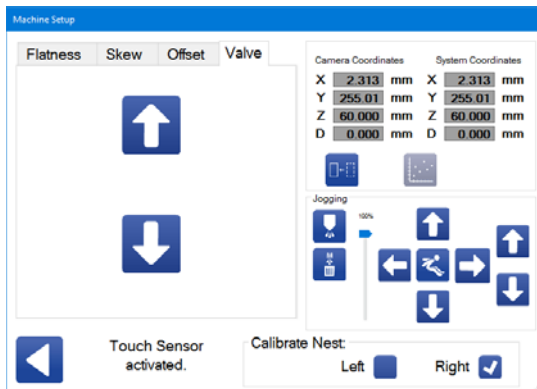 Machine Setup
Flatness Skew Offset Valve
Camera Coordinates System Coordinates
X 2.313 mm X 2.313 mm
Y 255.01 mm Y 255.01 mm
Z 60.000 mm Z 60.000 mm
D 0.000 mm D 0.000 mm
Jogging
100%
M
Touch Sensor
activated.
Calibrate Nest:
Left Right